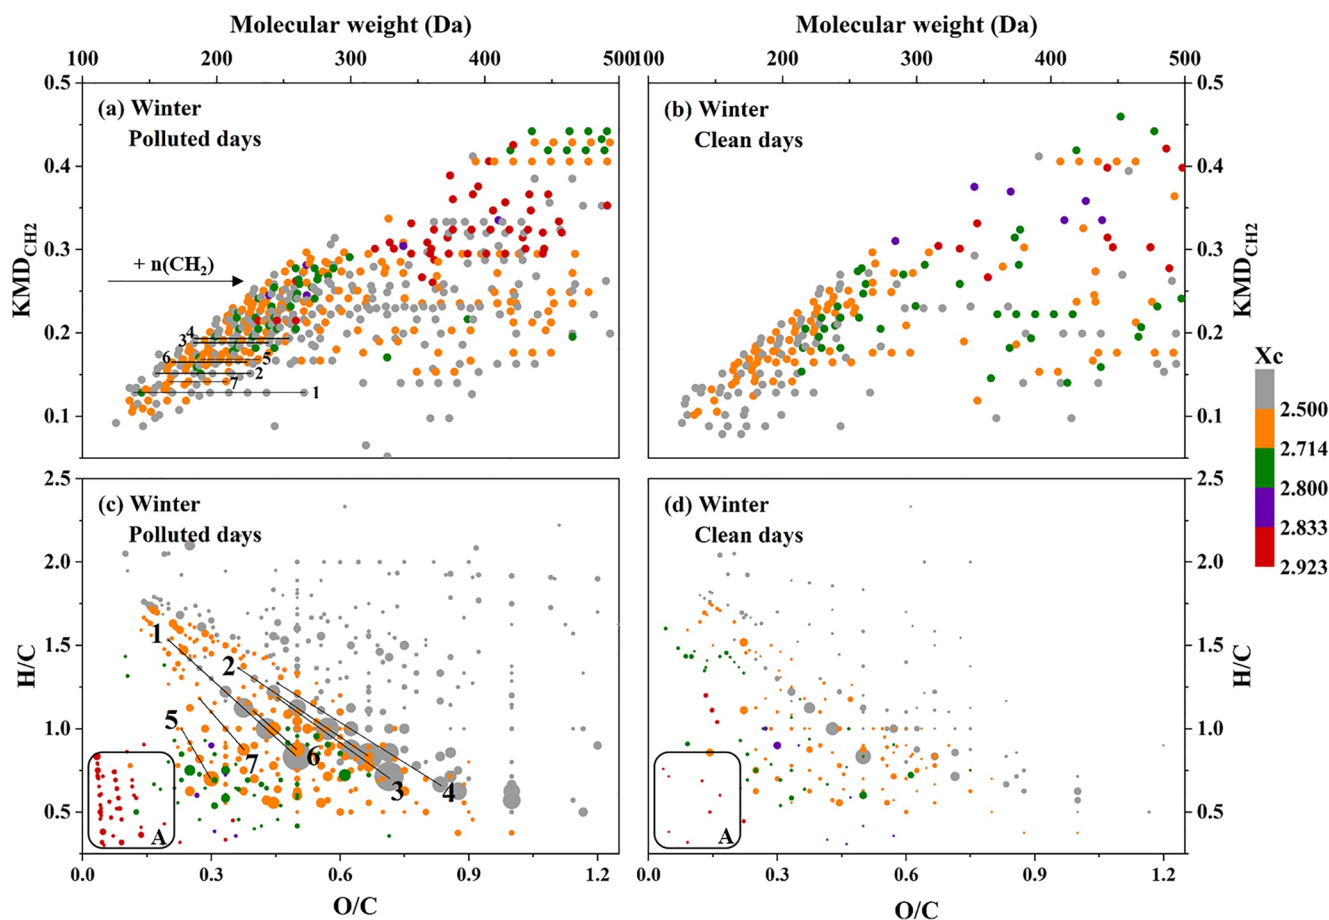 Molecular weight (Da)
Molecular weight (Da)
100 200 300 400 500
100 200 300 400 500
0.5
0.4
0.3
0.2
0.1
KMD_CH2
(a) Winter
Polluted days
+ n(CH2)
4
3
6
5
2
7
1
(b) Winter
Clean days
0.5
0.4
0.3
0.2
0.1
KMD_CH2
Xc
2.500
2.714
2.800
2.833
2.923
2.5
2.0
1.5
1.0
0.5
H/C
(c) Winter
Polluted days
1
2
5
7
6
3
4
A
(d) Winter
Clean days
A
2.5
2.0
1.5
1.0
0.5
H/C
0.0 0.3 0.6 0.9 1.2
0.0 0.3 0.6 0.9 1.2
O/C
O/C